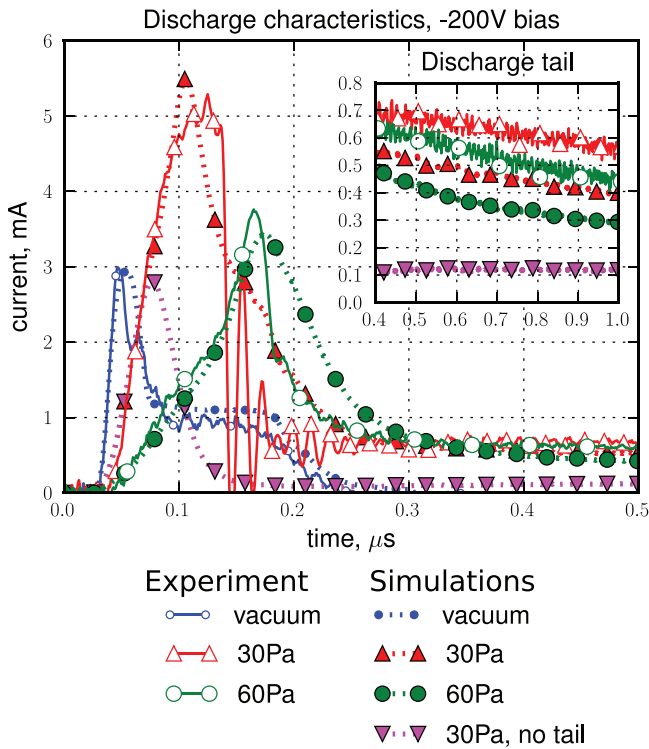 Discharge characteristics, -200V bias
current, mA
6
5
4
3
2
1
0
0.0 0.1 0.2 0.3 0.4 0.5
time, μs
Discharge tail
0.8
0.7
0.6
0.5
0.4
0.3
0.2
0.1
0.0
0.4 0.5 0.6 0.7 0.8 0.9 1.0
Experiment
vacuum
30Pa
60Pa
Simulations
vacuum
30Pa
60Pa
30Pa, no tail